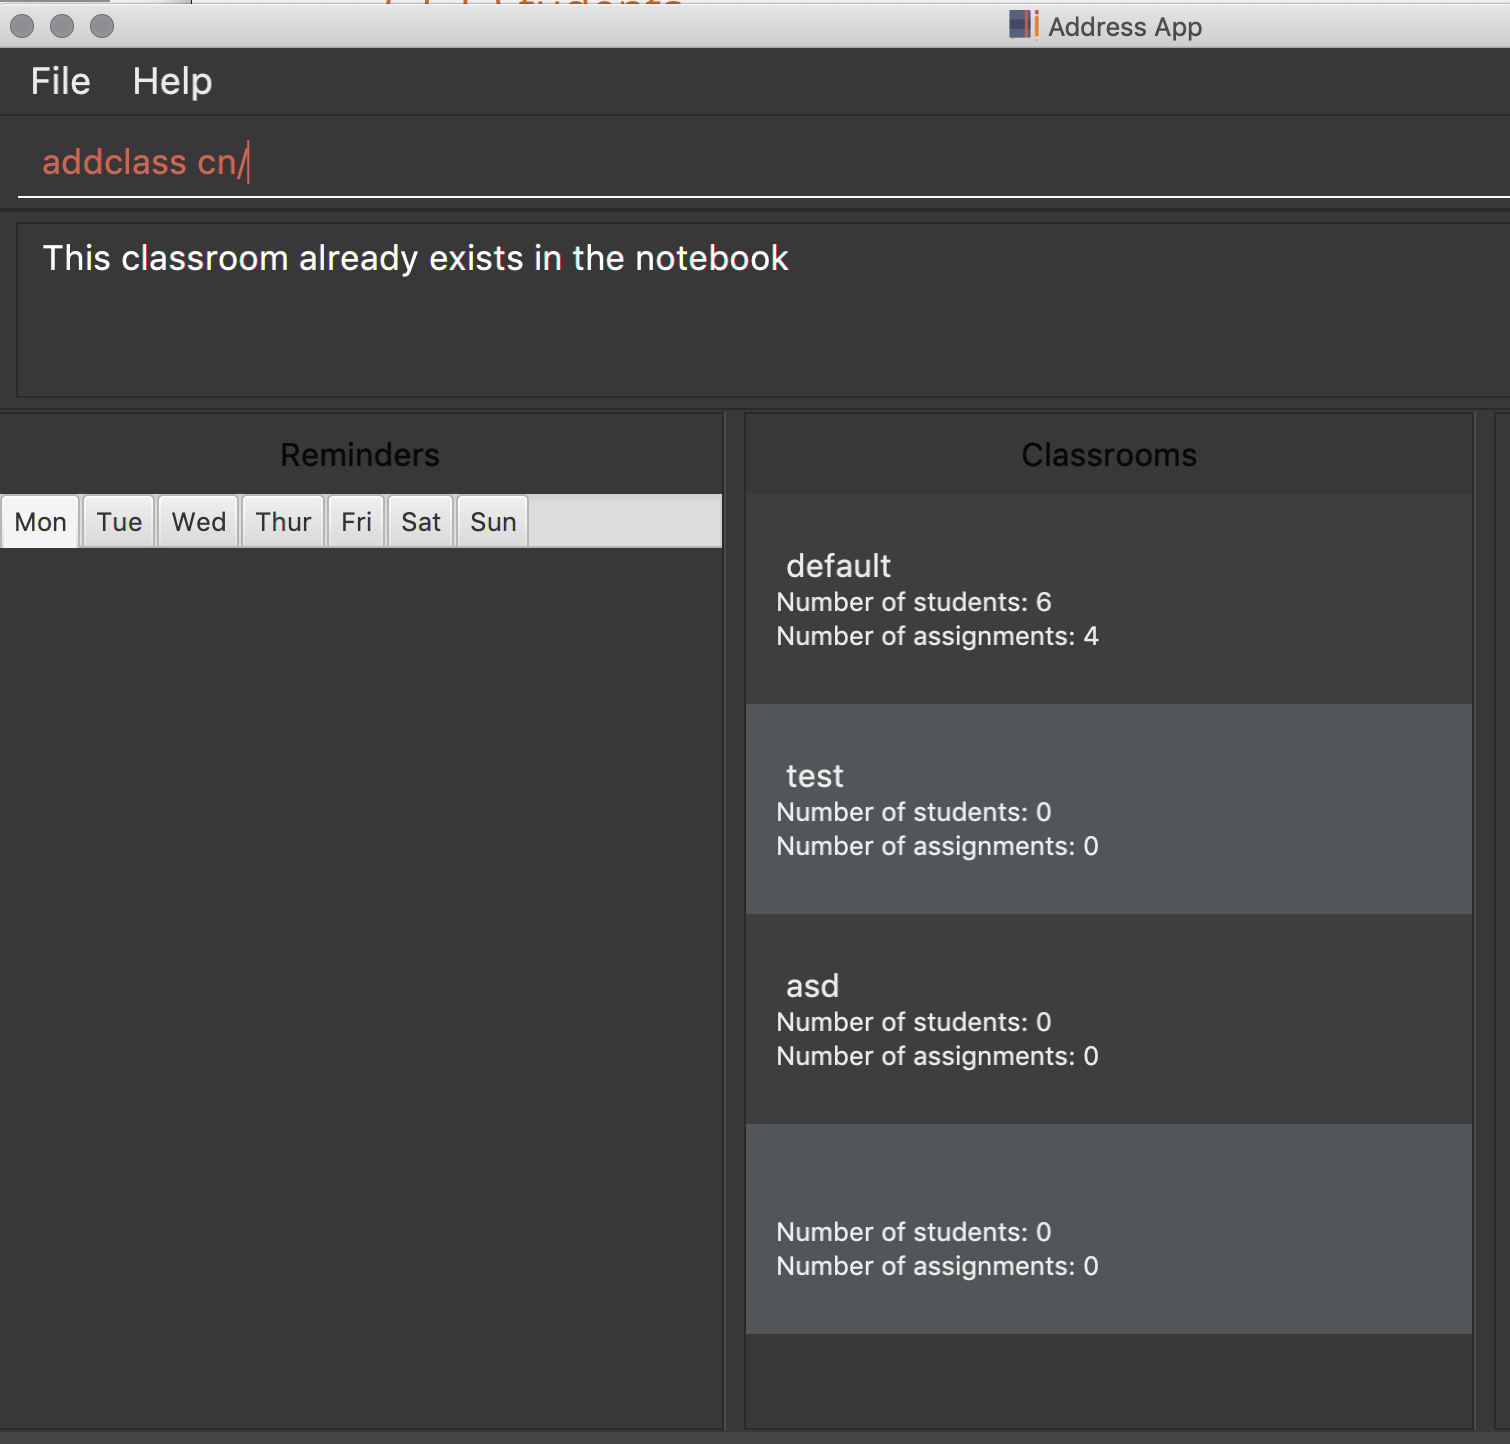 Address App
File Help
addclass cn/
This classroom already exists in the notebook
Reminders
Mon Tue Wed Thur Fri Sat Sun
Classrooms
default
Number of students: 6
Number of assignments: 4
test
Number of students: 0
Number of assignments: 0
asd
Number of students: 0
Number of assignments: 0
Number of students: 0
Number of assignments: 0